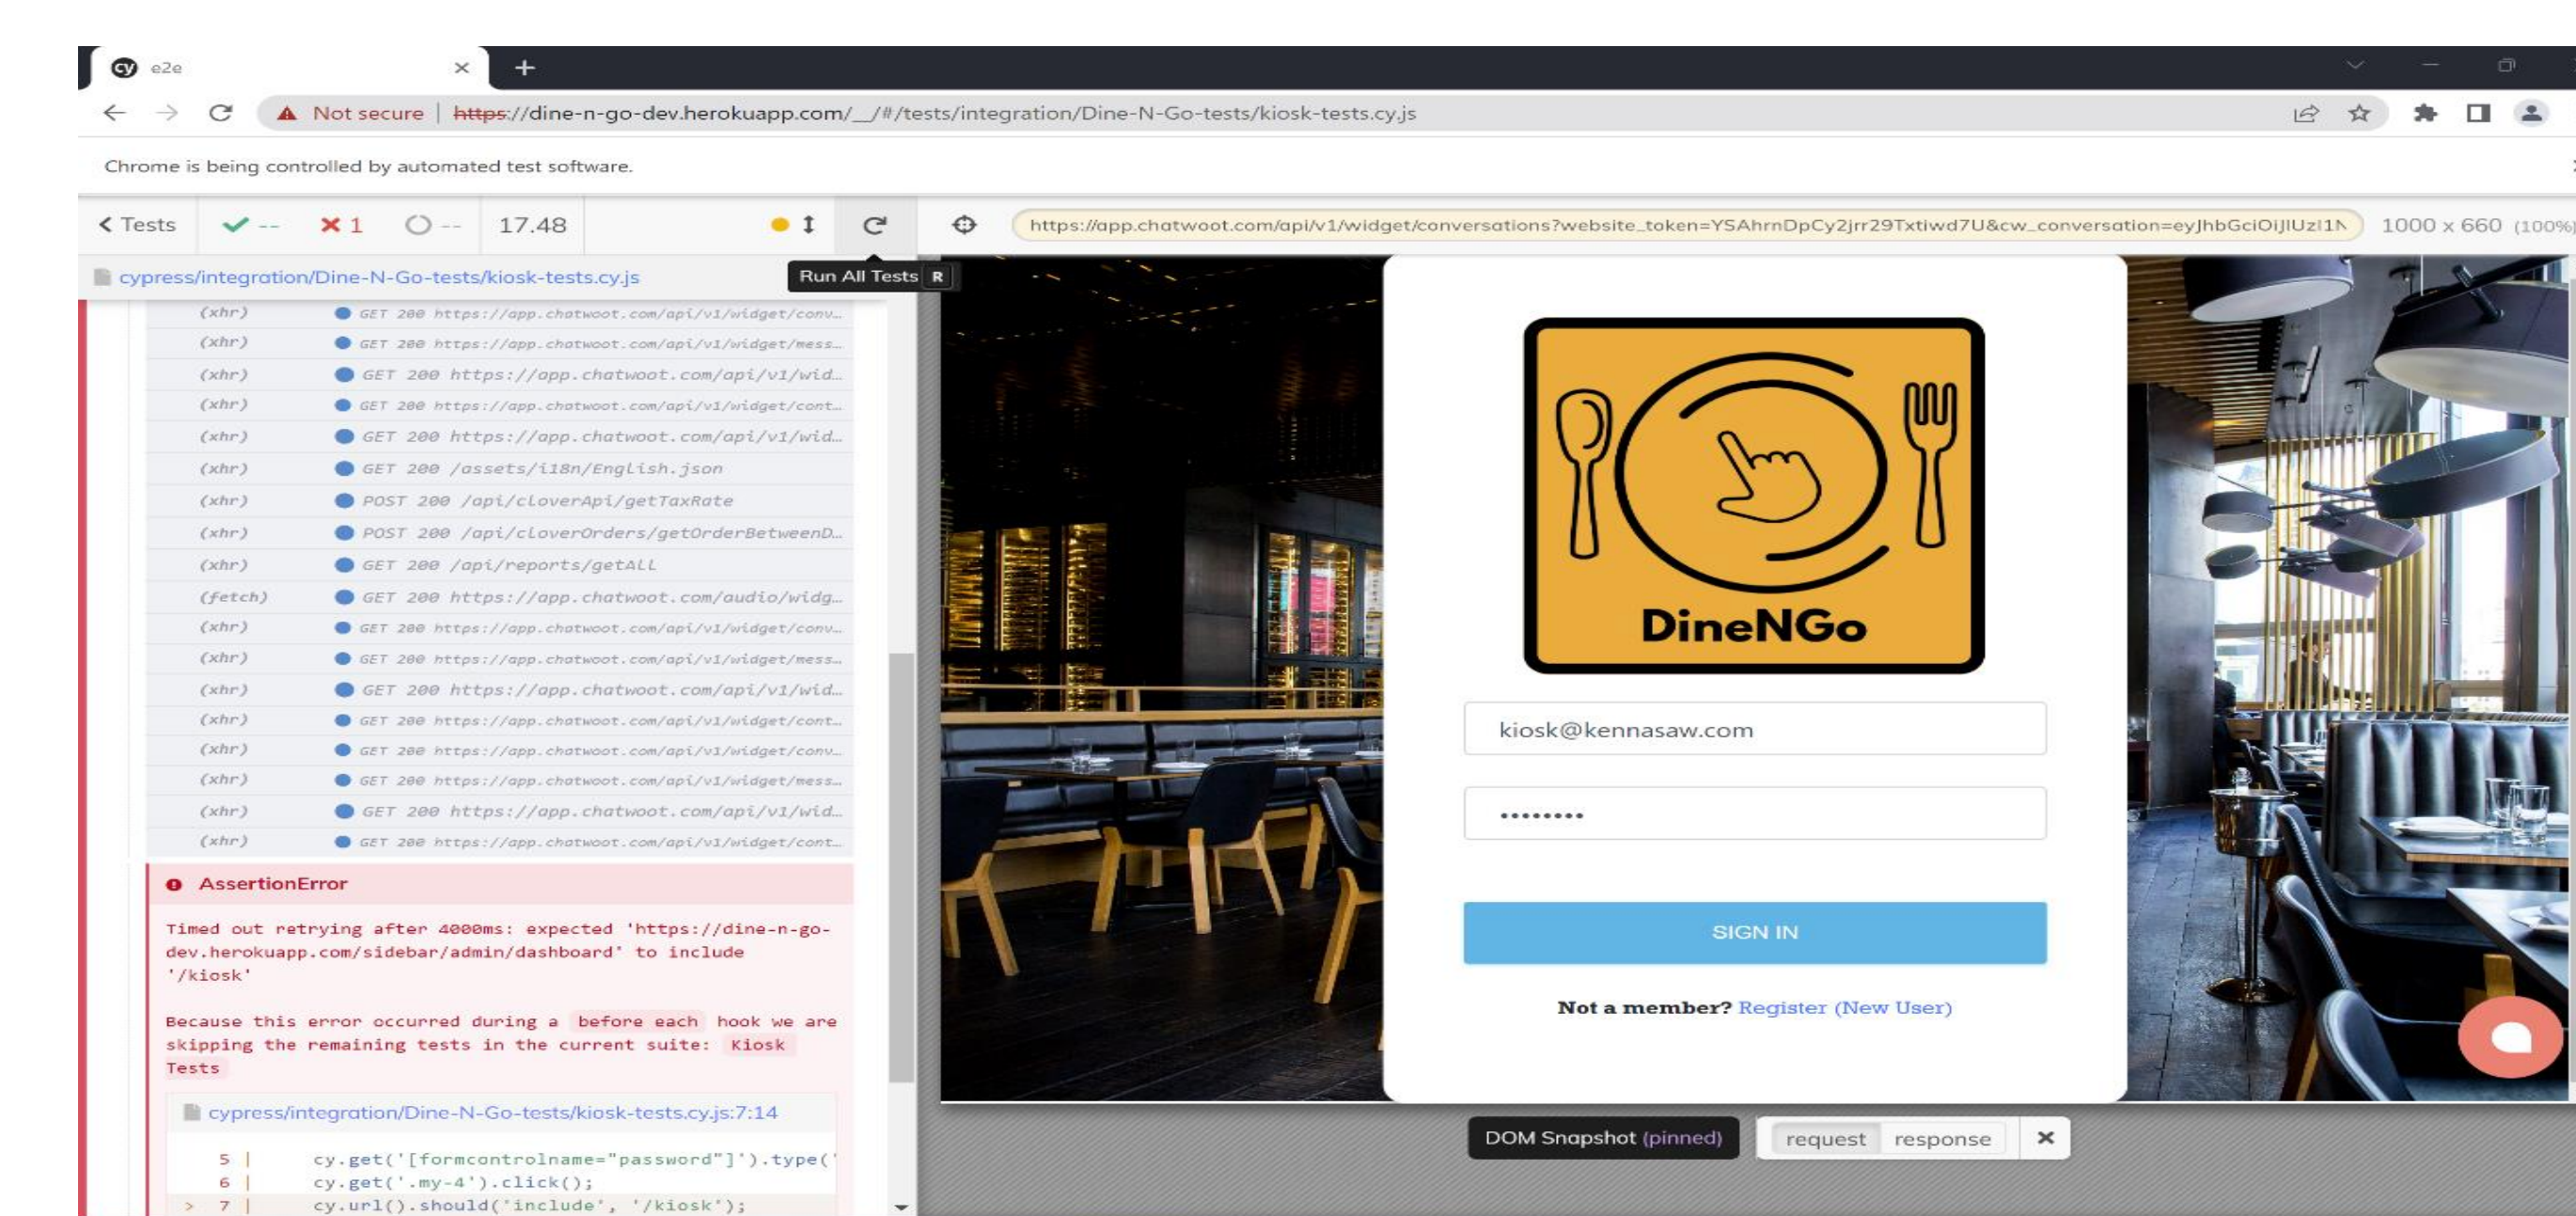 cy e2e
Not secure | https://dine-n-go-dev.herokuapp.com/__/#/tests/integration/Dine-N-Go-tests/kiosk-tests.cy.js
Chrome is being controlled by automated test software.
Tests -- 1 -- 17.48
https://app.chatwoot.com/api/v1/widget/conversations?website_token=YSAhrnDpCy2jrr29Txtiwd7U&cw_conversation=eyJhbGciOiJIUzI1N 1000 x 660 (100%)
cypress/integration/Dine-N-Go-tests/kiosk-tests.cy.js
Run All Tests R
(xhr) GET 200 https://app.chatwoot.com/api/v1/widget/conv…
(xhr) GET 200 https://app.chatwoot.com/api/v1/widget/mess…
(xhr) GET 200 https://app.chatwoot.com/api/v1/wid…
(xhr) GET 200 https://app.chatwoot.com/api/v1/widget/cont…
(xhr) GET 200 https://app.chatwoot.com/api/v1/wid…
(xhr) GET 200 /assets/i18n/English.json
(xhr) POST 200 /api/cloverApi/getTaxRate
(xhr) POST 200 /api/cloverOrders/getOrderBetweenD…
(xhr) GET 200 /api/reports/getAll
(fetch) GET 200 https://app.chatwoot.com/audio/widg…
(xhr) GET 200 https://app.chatwoot.com/api/v1/widget/conv…
(xhr) GET 200 https://app.chatwoot.com/api/v1/widget/mess…
(xhr) GET 200 https://app.chatwoot.com/api/v1/wid…
(xhr) GET 200 https://app.chatwoot.com/api/v1/widget/cont…
(xhr) GET 200 https://app.chatwoot.com/api/v1/widget/conv…
(xhr) GET 200 https://app.chatwoot.com/api/v1/widget/mess…
(xhr) GET 200 https://app.chatwoot.com/api/v1/wid…
(xhr) GET 200 https://app.chatwoot.com/api/v1/widget/cont…
AssertionError
Timed out retrying after 4000ms: expected 'https://dine-n-go-
dev.herokuapp.com/sidebar/admin/dashboard' to include
'/kiosk'
Because this error occurred during a before each hook we are
skipping the remaining tests in the current suite: Kiosk
Tests
cypress/integration/Dine-N-Go-tests/kiosk-tests.cy.js:7:14
5 | cy.get('[formcontrolname="password"]').type('
6 | cy.get('.my-4').click();
> 7 | cy.url().should('include', '/kiosk');
DineNGo
kiosk@kennasaw.com
••••••••
SIGN IN
Not a member? Register (New User)
DOM Snapshot (pinned) request response